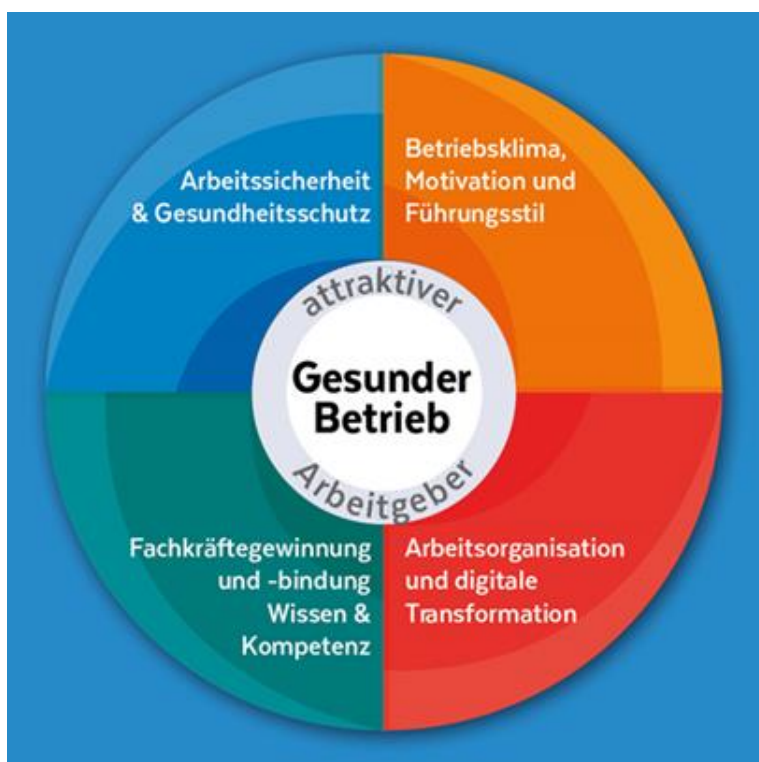 Arbeitssicherheit
& Gesundheitsschutz
Betriebsklima,
Motivation und
Führungsstil
attraktiver
Gesunder
Betrieb
Arbeitgeber
Fachkräftegewinnung
und -bindung
Wissen &
Kompetenz
Arbeitsorganisation
und digitale
Transformation